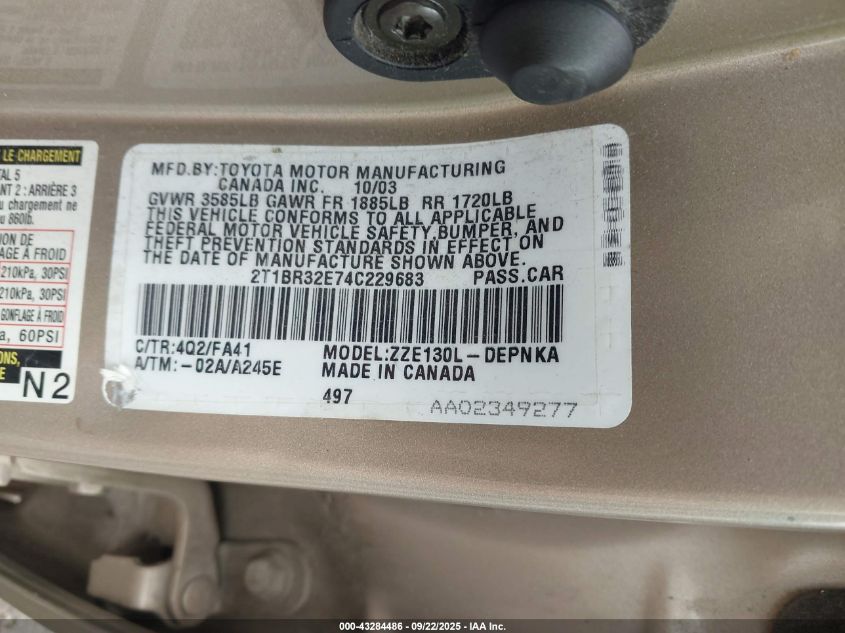 LE CHARGEMENT
TAL 5
ANT 2 : ARRIÈRE 3
u chargement ne
u 860lb.
SION DE
LAGE À FROID
210kPa, 30PSI
210kPa, 30PSI
GONFLAGE À FROID
a, 60PSI
ONS,
E
N2
MFD.BY:TOYOTA MOTOR MANUFACTURING
CANADA INC. 10/03
GVWR 3585LB GAWR FR 1885LB RR 1720LB
THIS VEHICLE CONFORMS TO ALL APPLICABLE
FEDERAL MOTOR VEHICLE SAFETY,BUMPER, AND
THEFT PREVENTION STANDARDS IN EFFECT ON
THE DATE OF MANUFACTURE SHOWN ABOVE.
2T1BR32E74C229683 PASS.CAR
C/TR:4Q2/FA41 MODEL:ZZE130L-DEPNKA
A/TM:-02A/A245E MADE IN CANADA
497
AA02349277
000-43284486 - 09/22/2025 - IAA Inc.